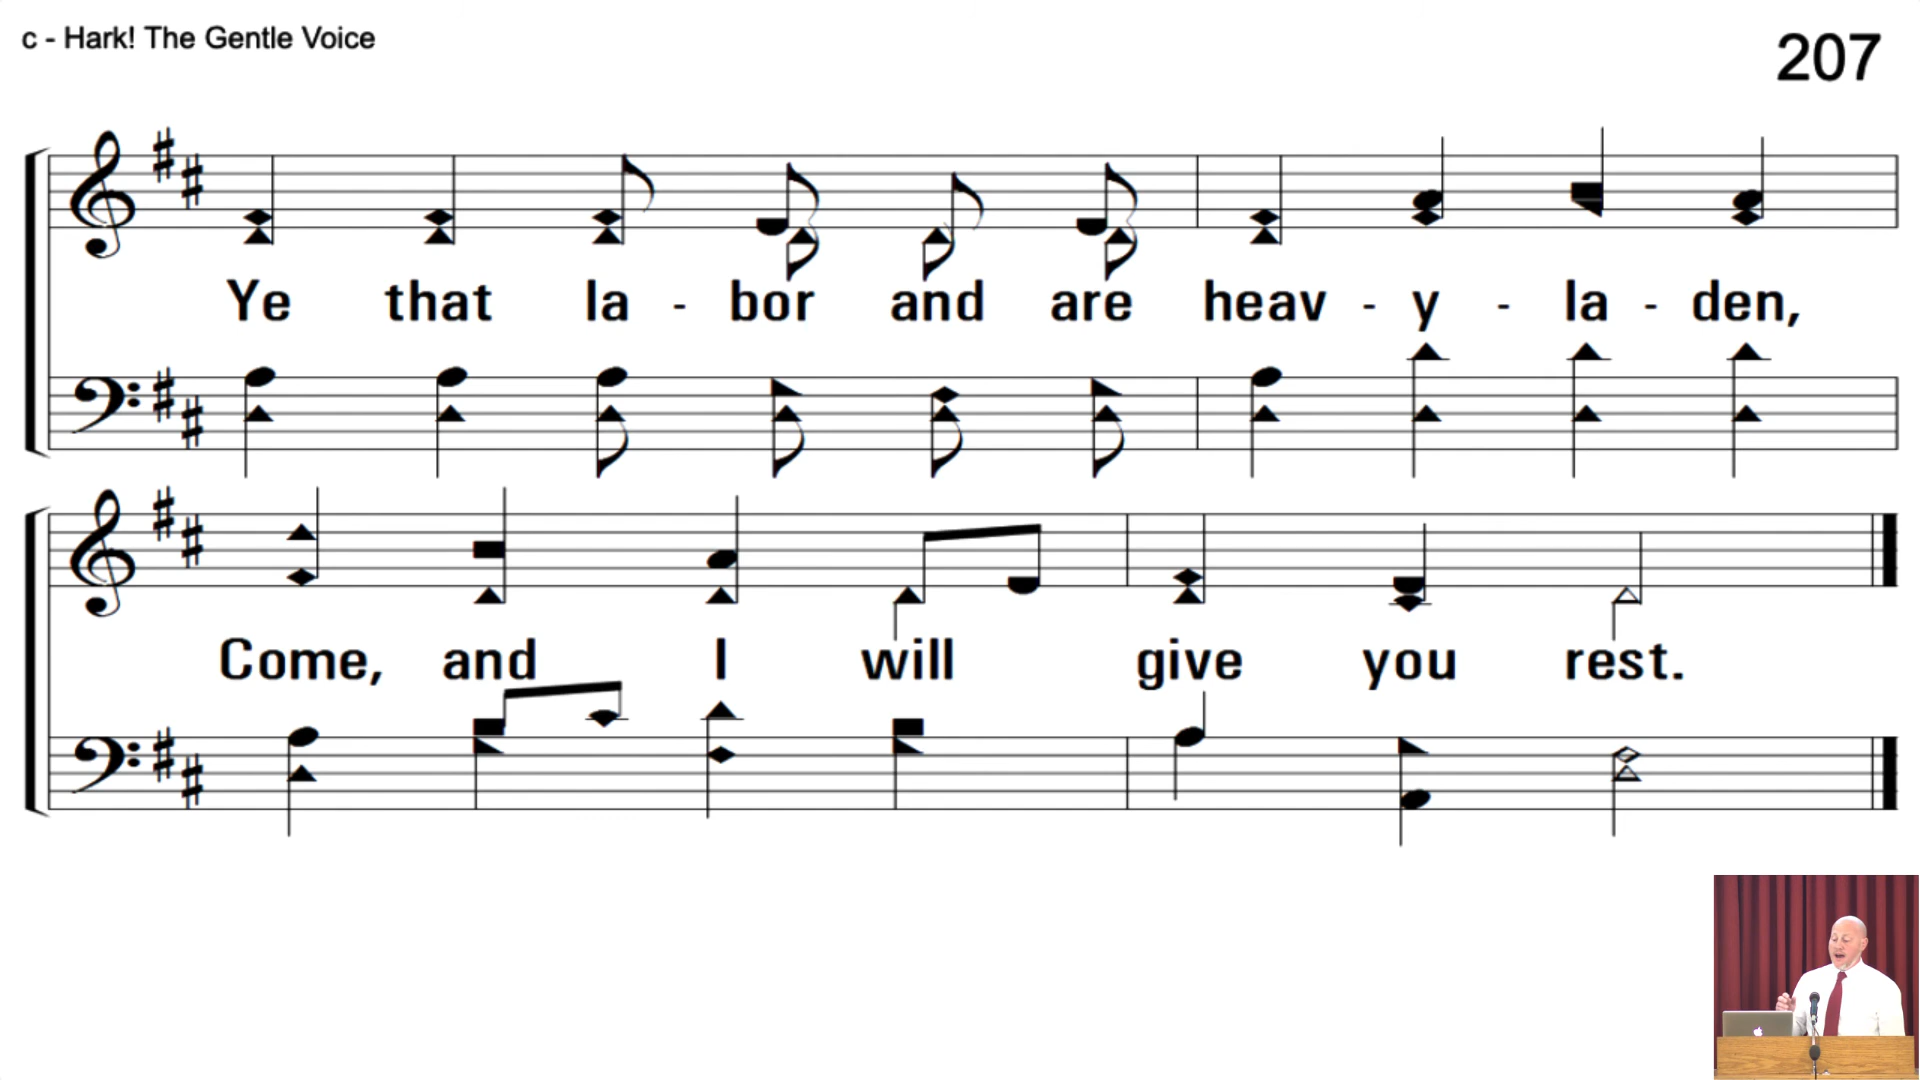 c - Hark! The Gentle Voice
207
Ye that la - bor and are heav - y - la - den,
Come, and I will give you rest.